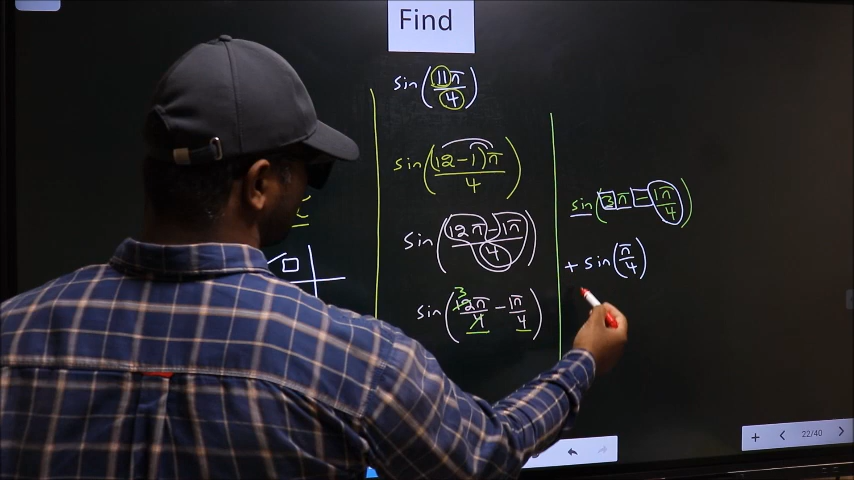 Find
sin(11π/4)
sin((12-1)π/4)
sin((12π-1π)/4)
sin(12π/4 - 1π/4)
3
sin(3π - 1π/4)
+ sin(π/4)
22/40